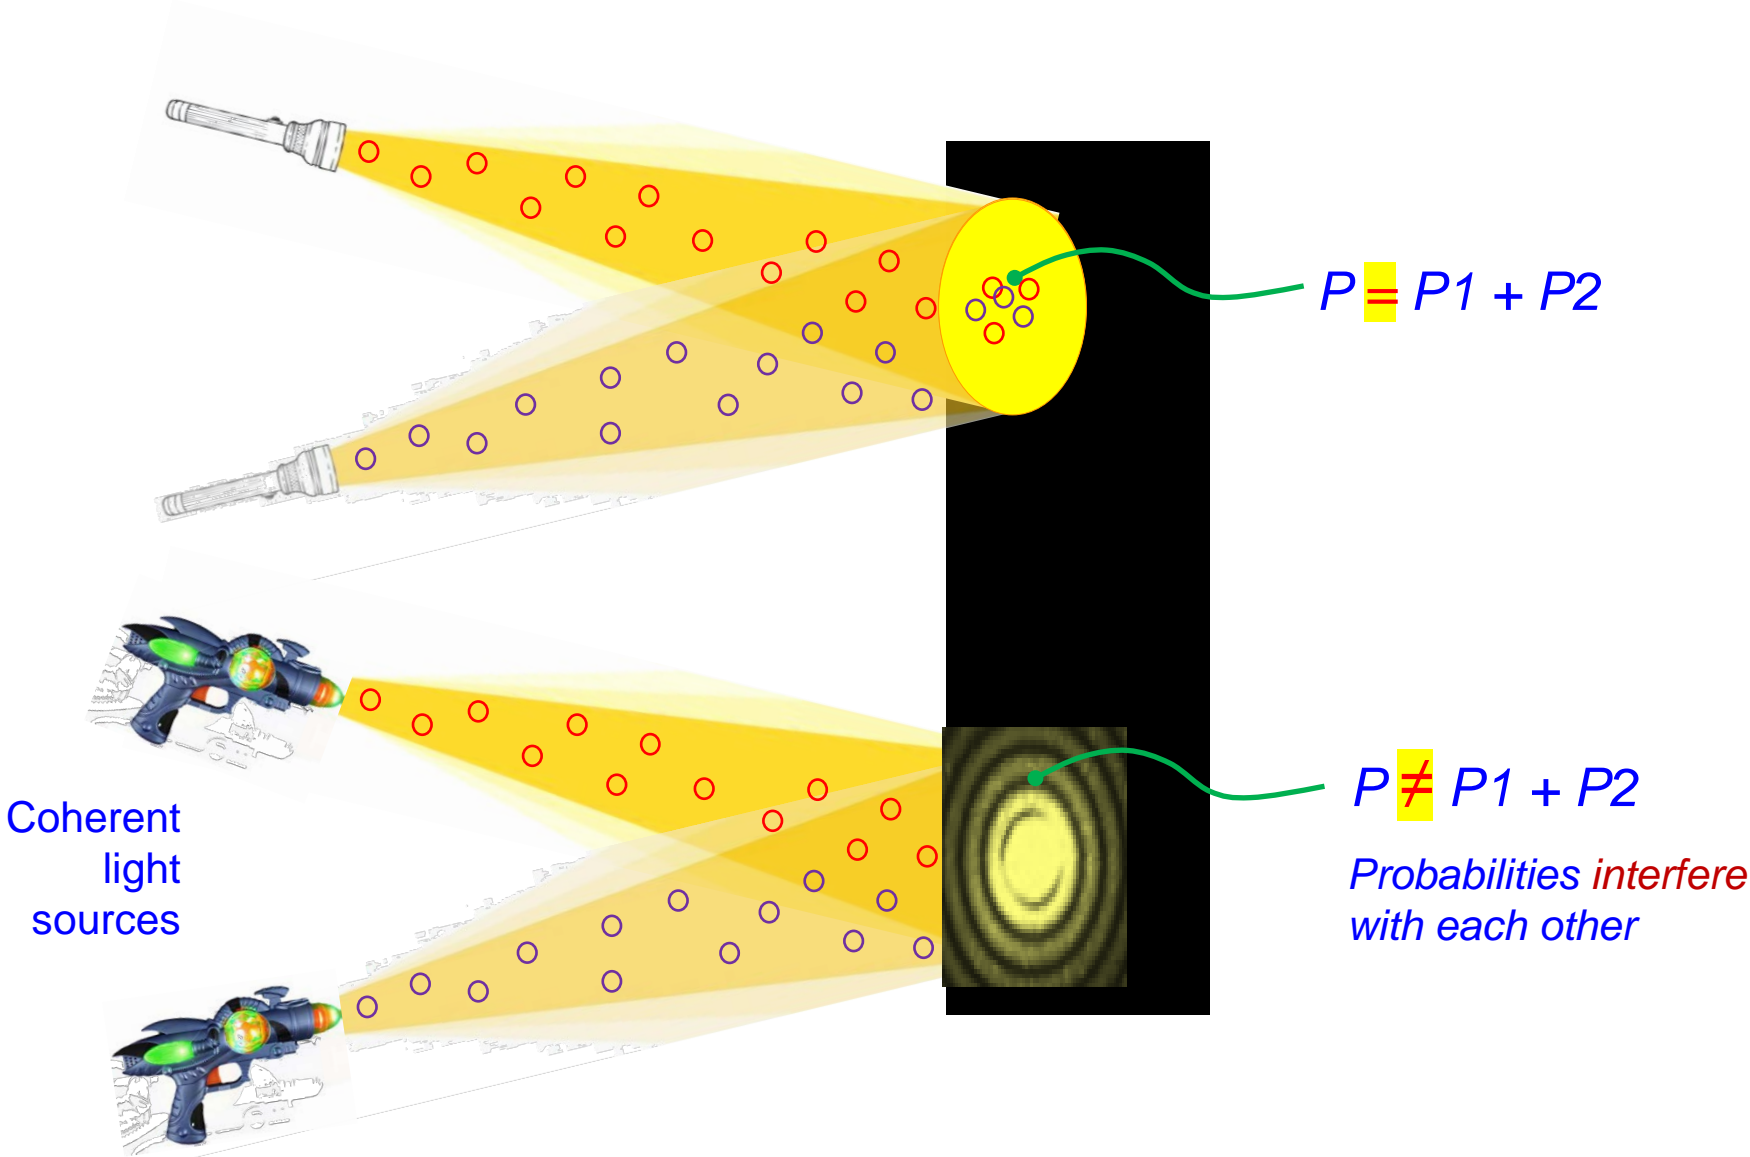 P = P1 + P2
Coherent
light
sources
P ≠ P1 + P2
Probabilities interfere
with each other